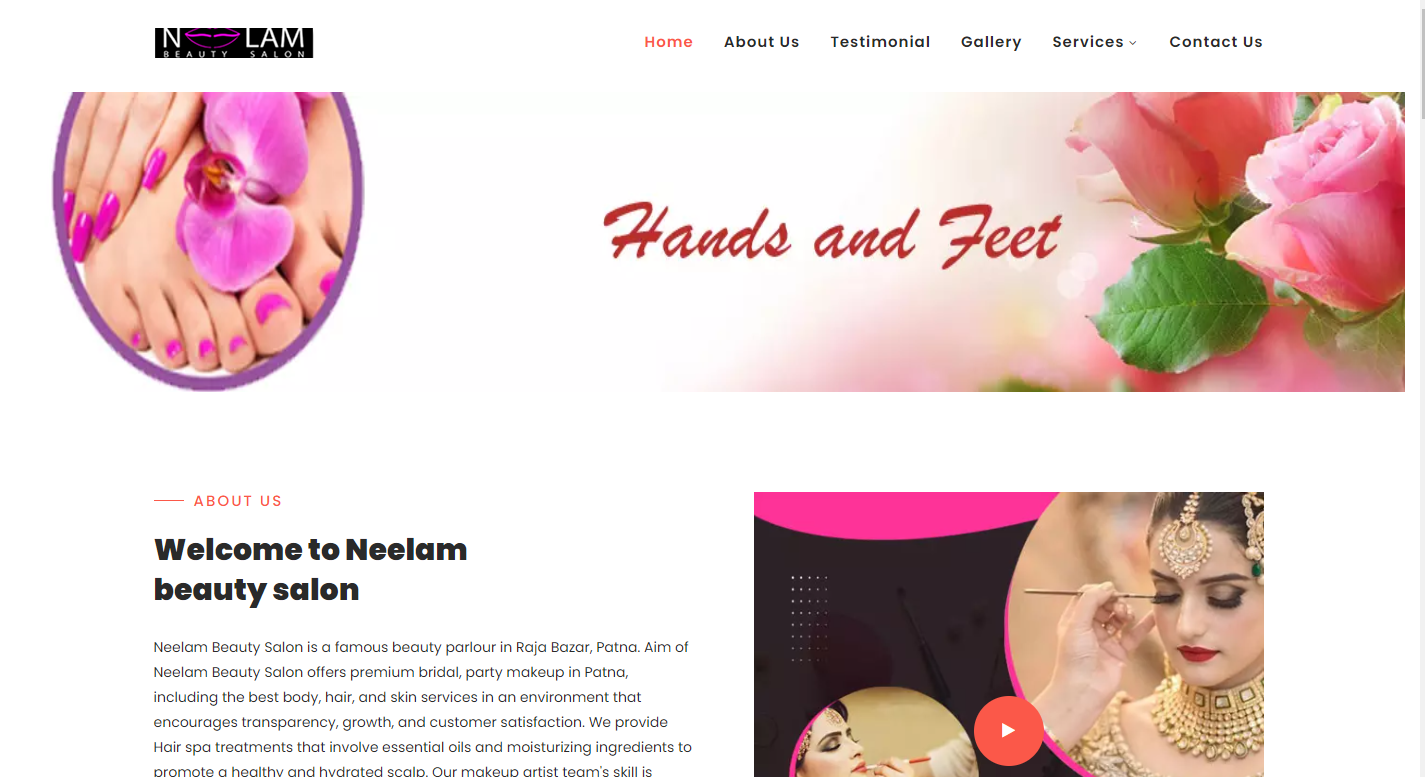 NEELAM
BEAUTY SALON
Home About Us Testimonial Gallery Services Contact Us
Hands and Feet
ABOUT US
Welcome to Neelam
beauty salon
Neelam Beauty Salon is a famous beauty parlour in Raja Bazar, Patna. Aim of
Neelam Beauty Salon offers premium bridal, party makeup in Patna,
including the best body, hair, and skin services in an environment that
encourages transparency, growth, and customer satisfaction. We provide
Hair spa treatments that involve essential oils and moisturizing ingredients to
promote a healthy and hydrated scalp. Our makeup artist team's skill is